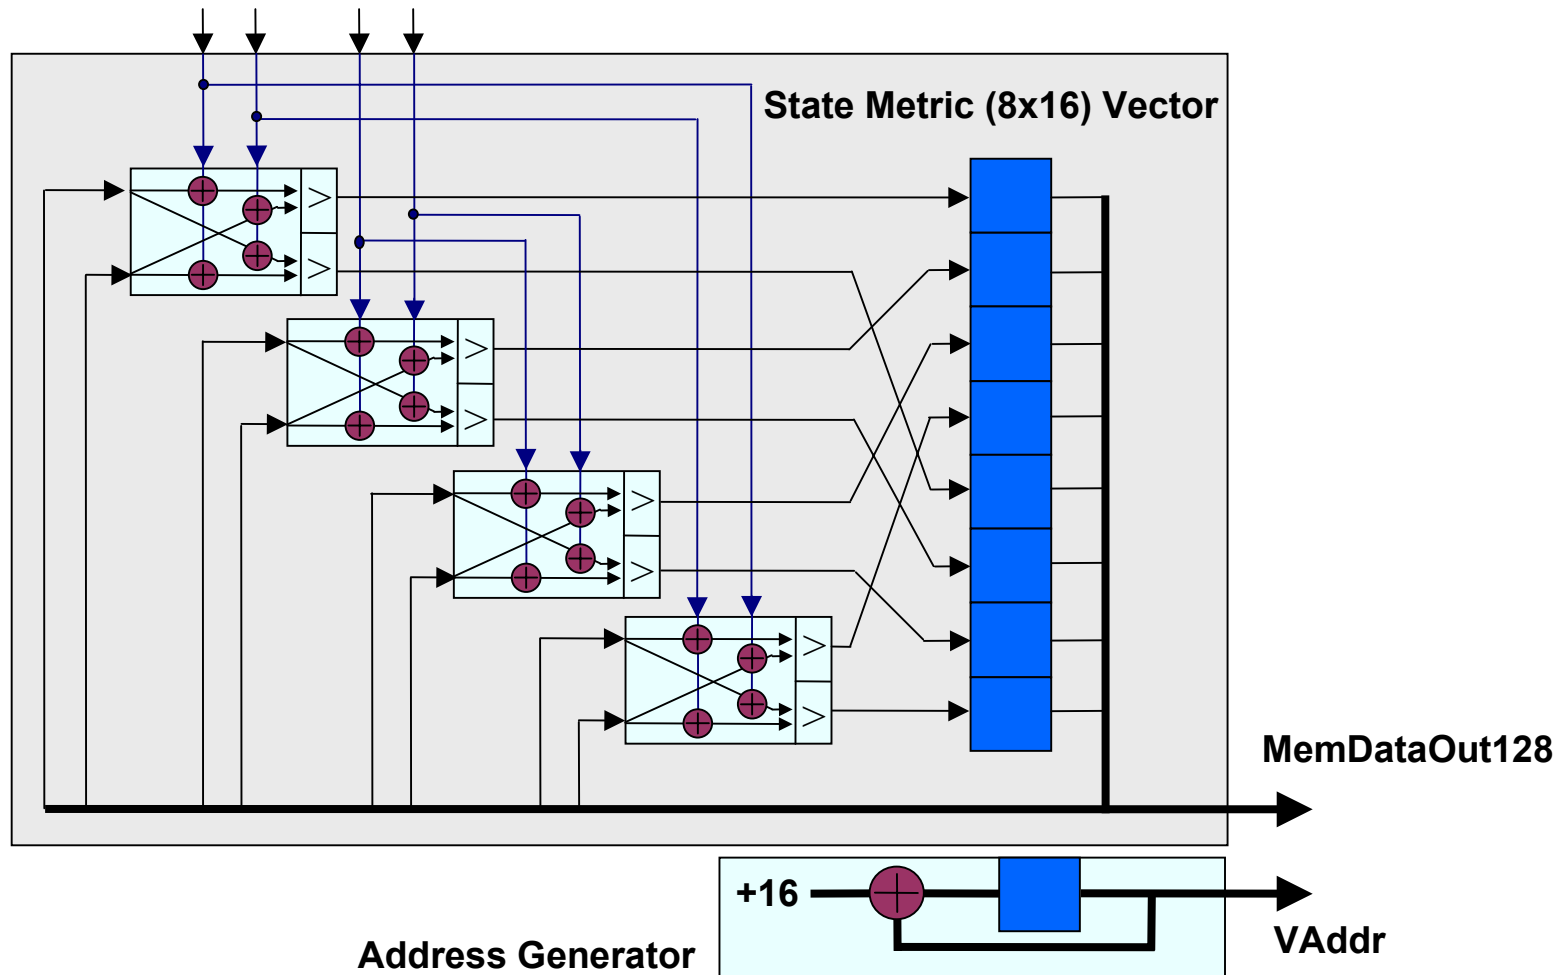 State Metric (8x16) Vector
>
>
>
>
>
>
>
>
MemDataOut128
+16
VAddr
Address Generator